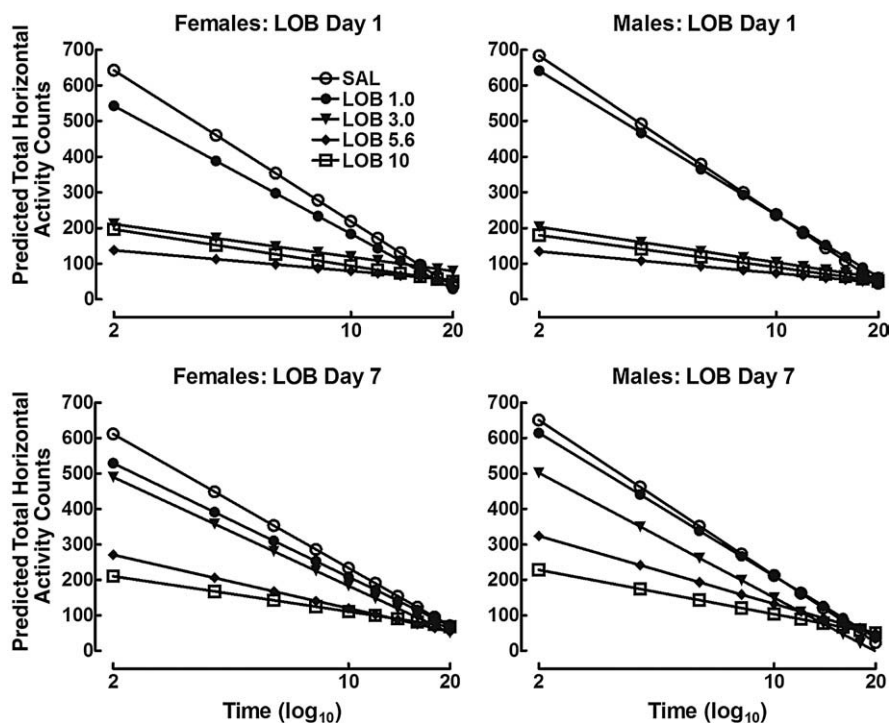 Females: LOB Day 1
Males: LOB Day 1
Predicted Total Horizontal
Activity Counts
700
600
500
400
300
200
100
0
SAL
LOB 1.0
LOB 3.0
LOB 5.6
LOB 10
2
10
20
700
600
500
400
300
200
100
0
2
10
20
Females: LOB Day 7
Males: LOB Day 7
Predicted Total Horizontal
Activity Counts
700
600
500
400
300
200
100
0
2
10
20
Time (log₁₀)
700
600
500
400
300
200
100
0
2
10
20
Time (log₁₀)